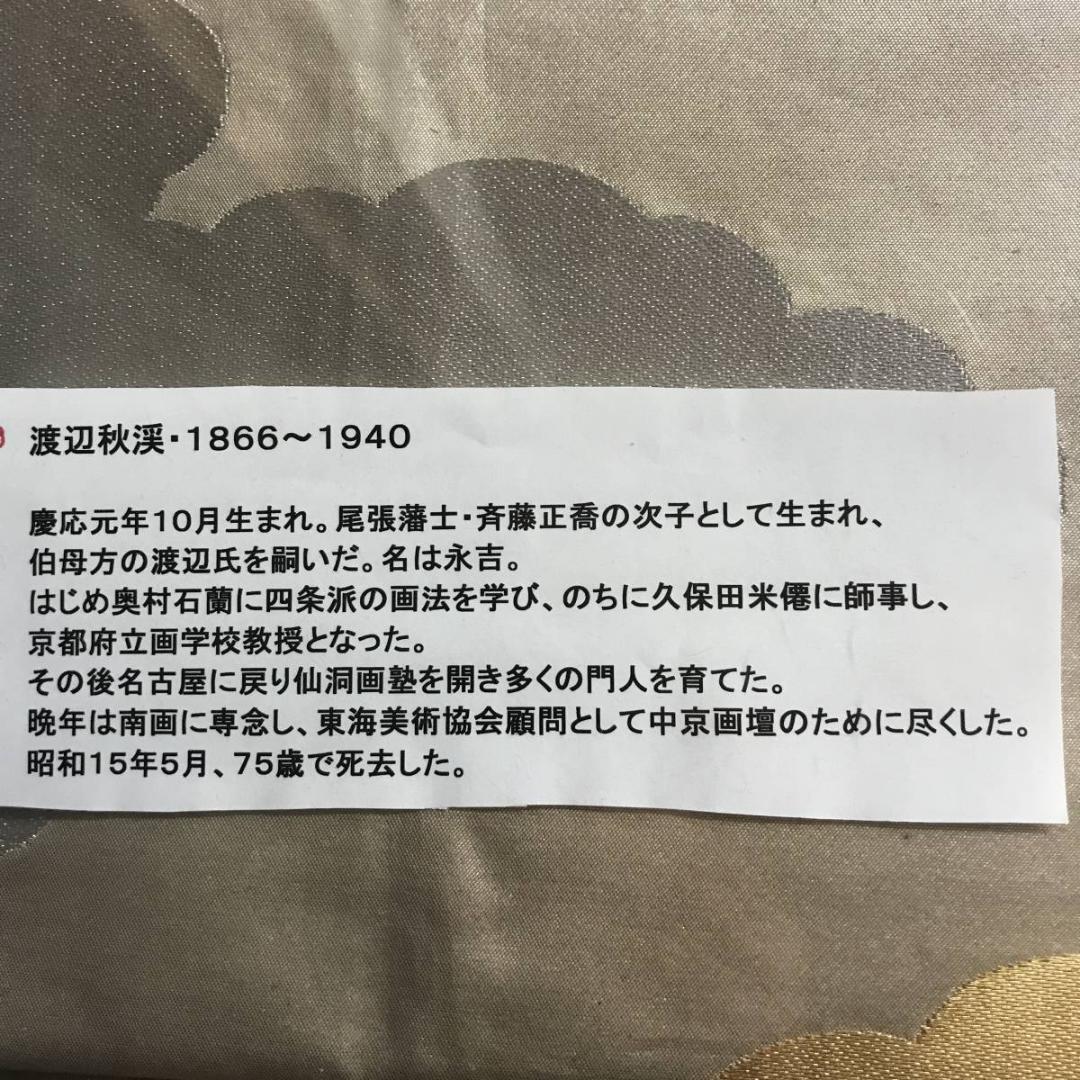 渡辺秋渓・1866～1940
慶応元年10月生まれ。尾張藩士・斉藤正喬の次子として生まれ、
伯母方の渡辺氏を嗣いだ。名は永吉。
はじめ奥村石蘭に四条派の画法を学び、のちに久保田米僊に師事し、
京都府立画学校教授となった。
その後名古屋に戻り仙洞画塾を開き多くの門人を育てた。
晩年は南画に専念し、東海美術協会顧問として中京画壇のために尽くした。
昭和15年5月、75歳で死去した。